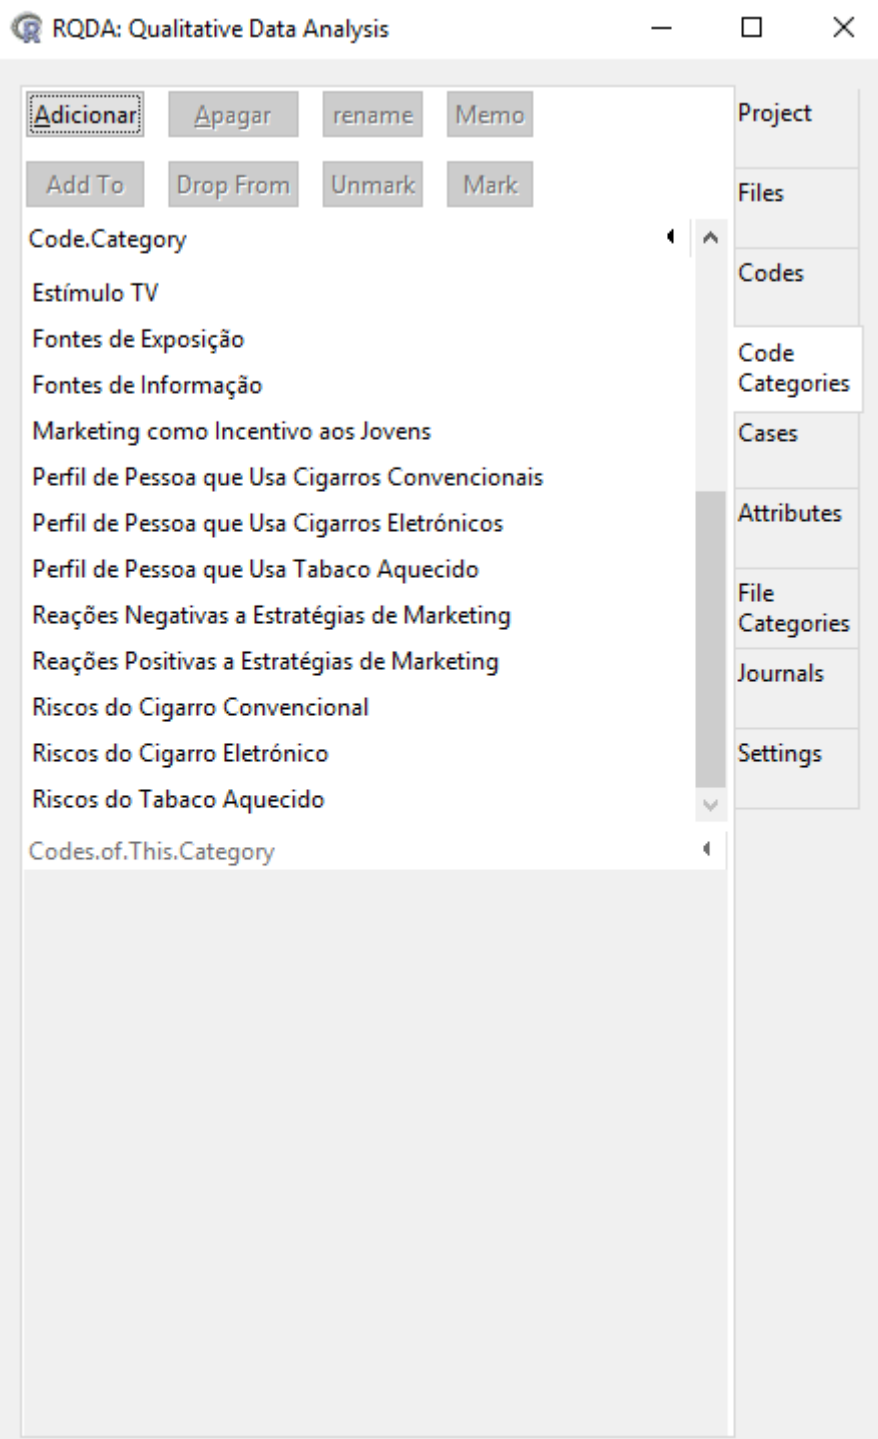 RQDA: Qualitative Data Analysis
Adicionar Apagar rename Memo
Add To Drop From Unmark Mark
Code.Category
Estímulo TV
Fontes de Exposição
Fontes de Informação
Marketing como Incentivo aos Jovens
Perfil de Pessoa que Usa Cigarros Convencionais
Perfil de Pessoa que Usa Cigarros Eletrónicos
Perfil de Pessoa que Usa Tabaco Aquecido
Reações Negativas a Estratégias de Marketing
Reações Positivas a Estratégias de Marketing
Riscos do Cigarro Convencional
Riscos do Cigarro Eletrónico
Riscos do Tabaco Aquecido
Codes.of.This.Category
Project
Files
Codes
Code
Categories
Cases
Attributes
File
Categories
Journals
Settings